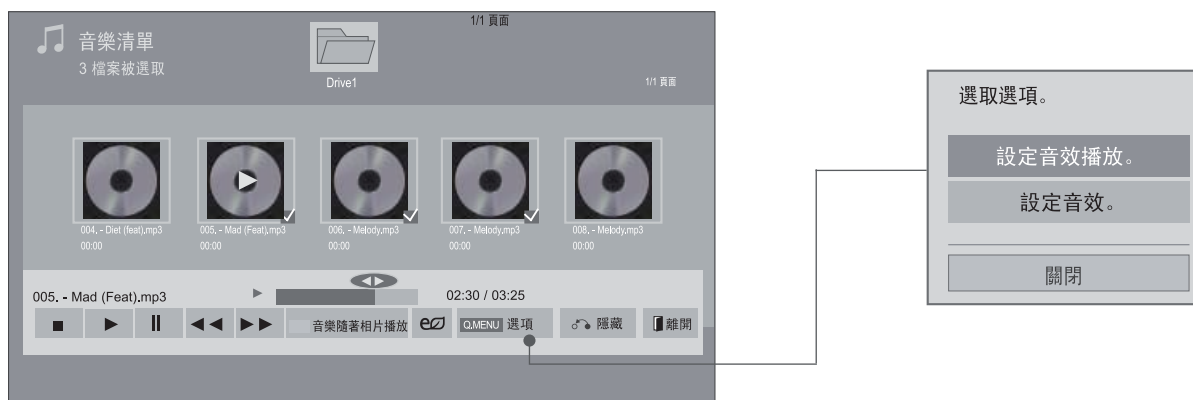 1/1 頁面
音樂清單
3 檔案被選取
Drive1
1/1 頁面
004. - Diet (feat).mp3
00:00
005. - Mad (Feat).mp3
00:00
006. - Melody.mp3
00:00
007. - Melody.mp3
00:00
008. - Melody.mp3
00:00
005. - Mad (Feat).mp3
02:30 / 03:25
音樂隨著相片播放
Q.MENU 選項
隱藏
離開
選取選項。
設定音效播放。
設定音效。
關閉